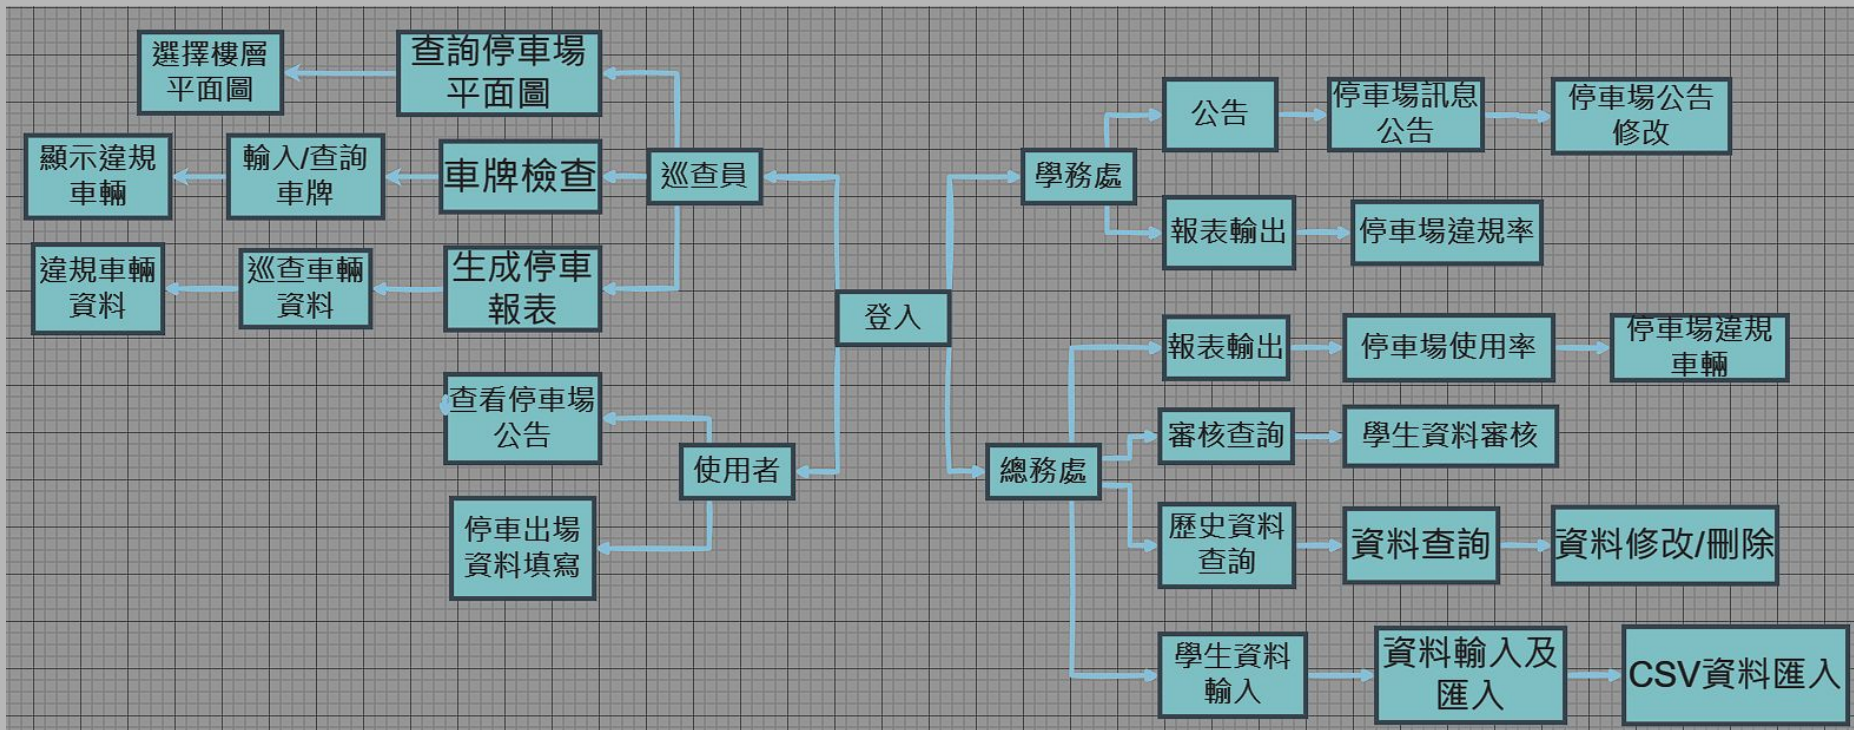 選擇樓層
平面圖
查詢停車場
平面圖
顯示違規
車輛
輸入/查詢
車牌
車牌檢查
巡查員
違規車輛
資料
巡查車輛
資料
生成停車
報表
登入
查看停車場
公告
使用者
停車出場
資料填寫
學務處
公告
停車場訊息
公告
停車場公告
修改
報表輸出
停車場違規率
總務處
報表輸出
停車場使用率
停車場違規
車輛
審核查詢
學生資料審核
歷史資料
查詢
資料查詢
資料修改/刪除
學生資料
輸入
資料輸入及
匯入
CSV資料匯入